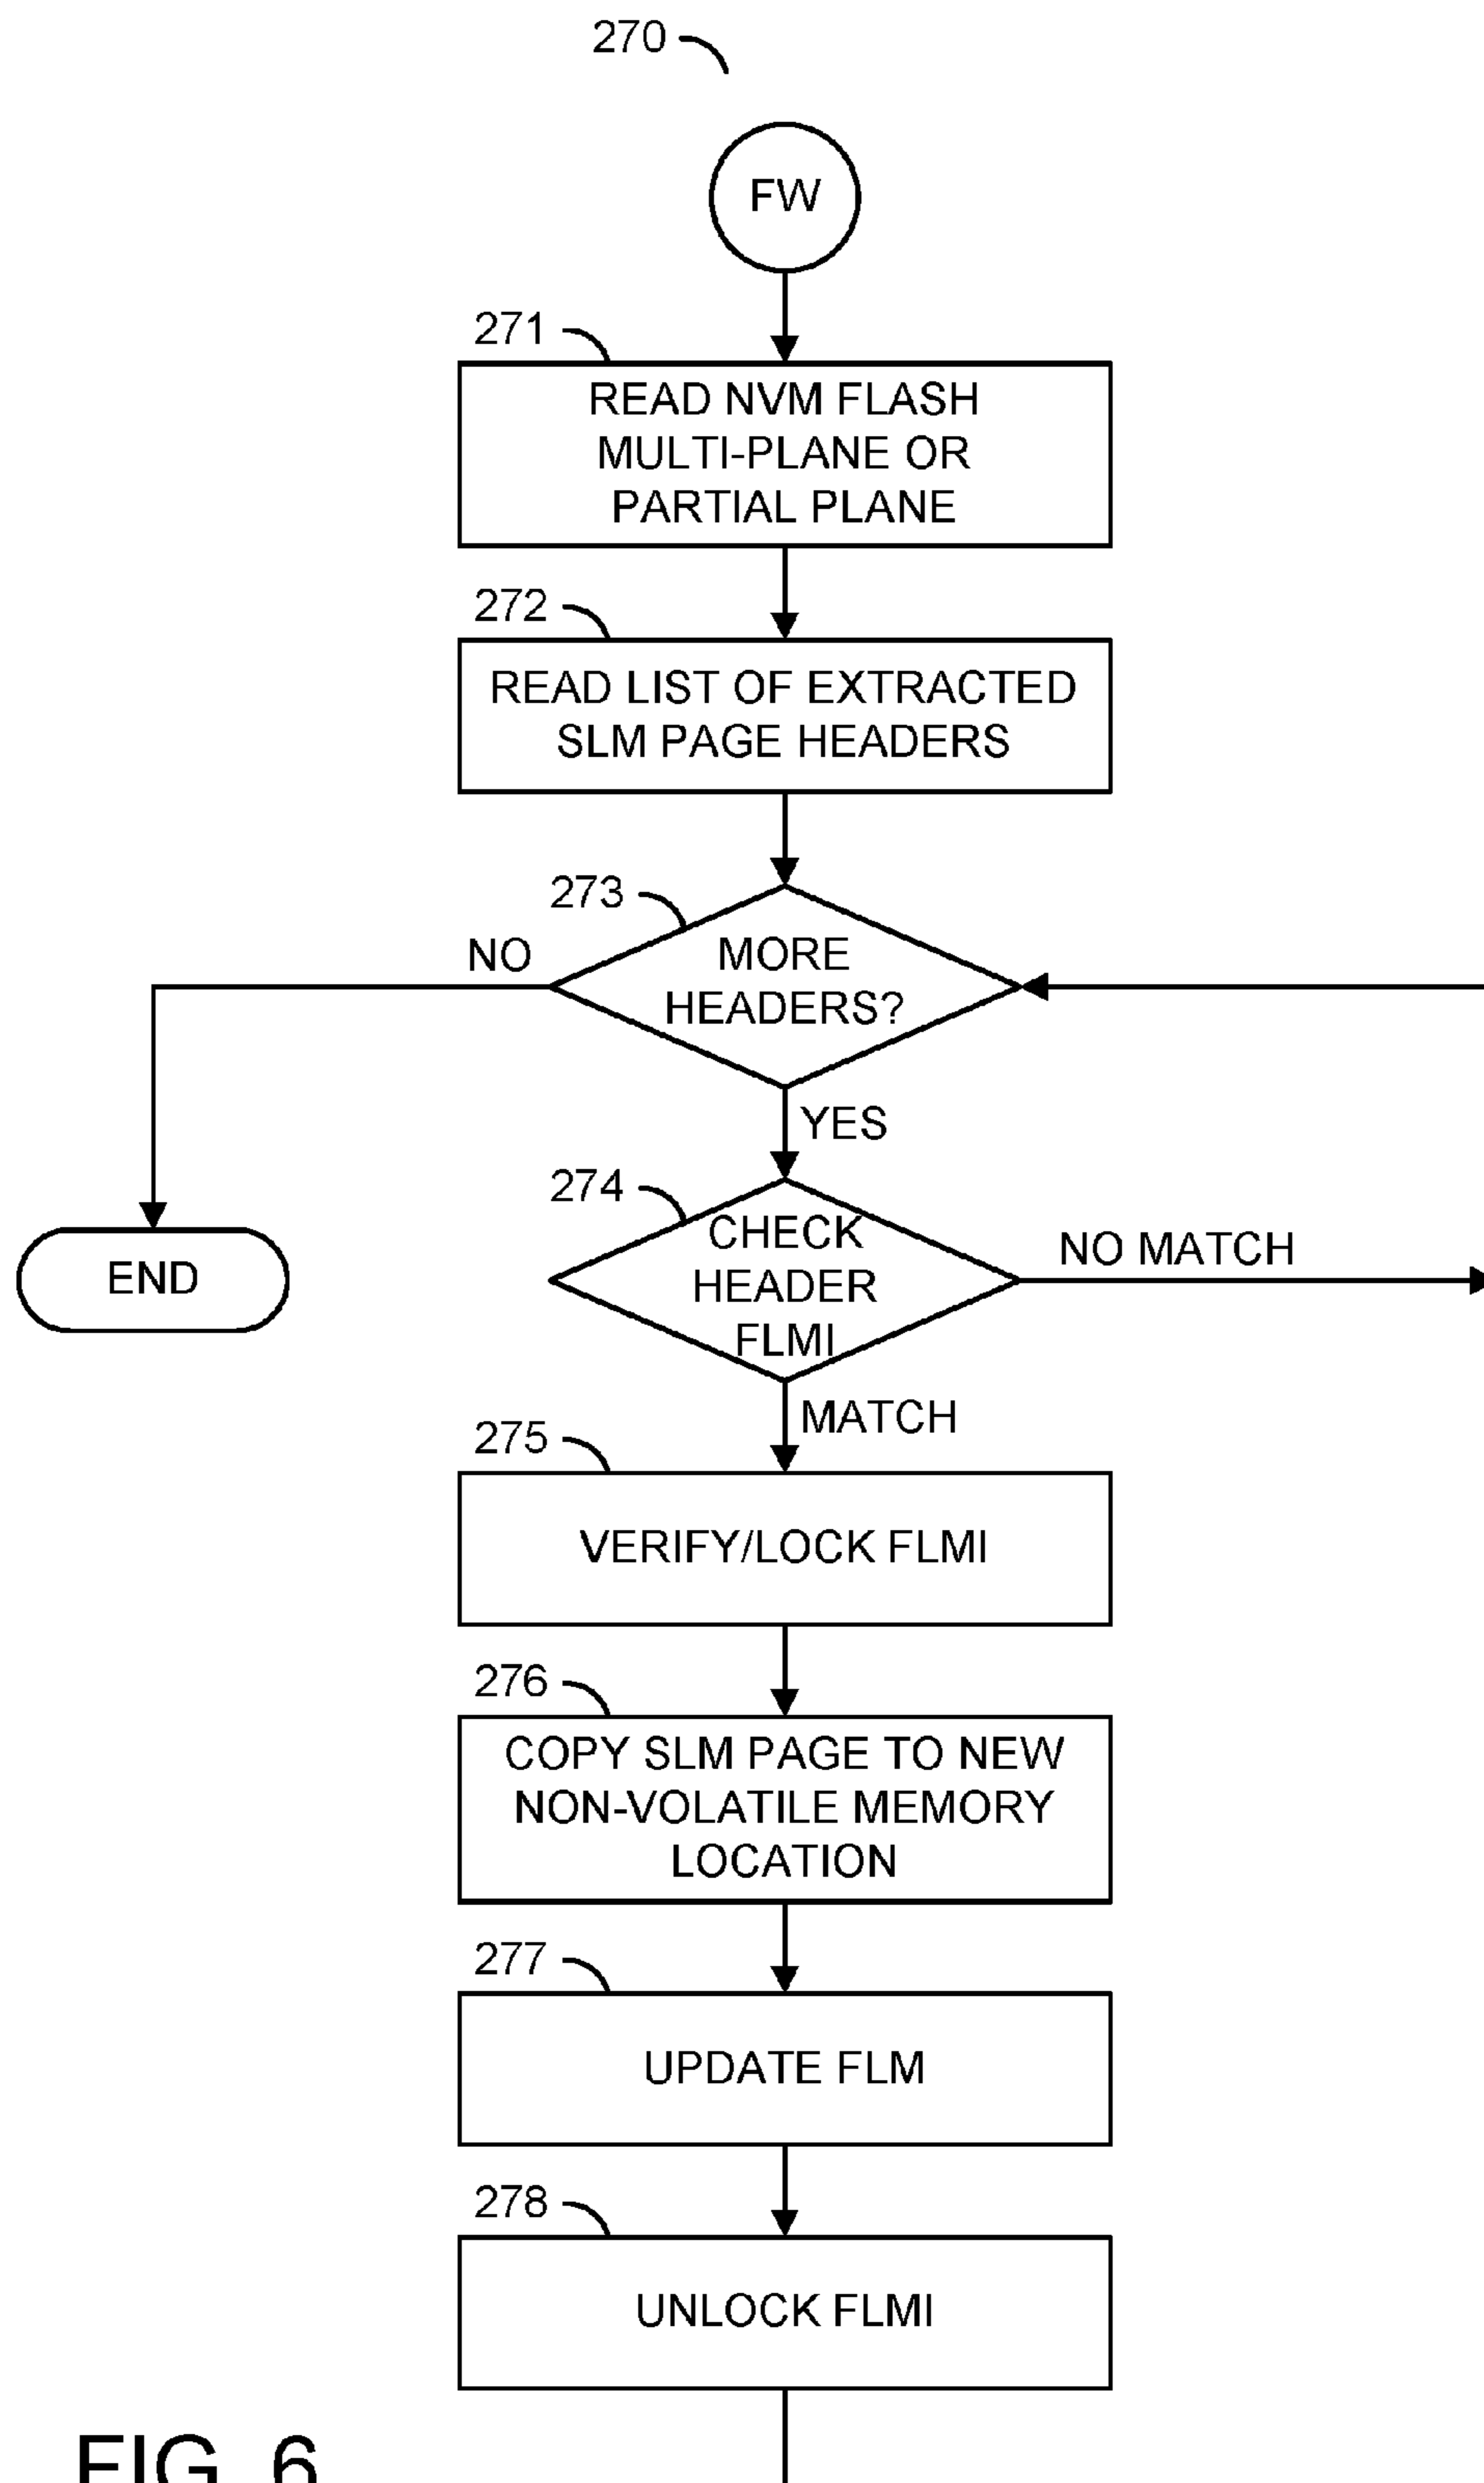 270
FW
271
READ NVM FLASH
MULTI-PLANE OR
PARTIAL PLANE
272
READ LIST OF EXTRACTED
SLM PAGE HEADERS
273
NO
MORE
HEADERS?
YES
274
CHECK
HEADER
FLMI
NO MATCH
END
MATCH
275
VERIFY/LOCK FLMI
276
COPY SLM PAGE TO NEW
NON-VOLATILE MEMORY
LOCATION
277
UPDATE FLM
278
UNLOCK FLMI
FIG. 6